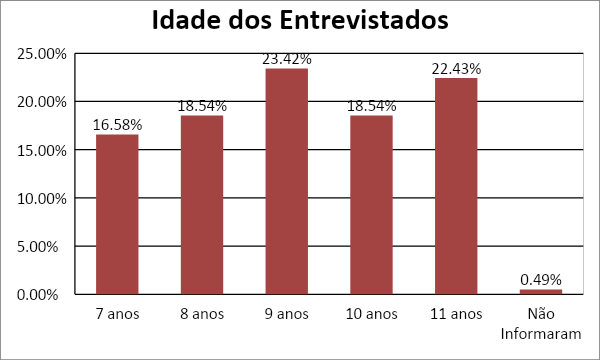 Idade dos Entrevistados
25.00%
20.00%
15.00%
10.00%
5.00%
0.00%
16.58%
18.54%
23.42%
18.54%
22.43%
0.49%
7 anos
8 anos
9 anos
10 anos
11 anos
Não
Informaram